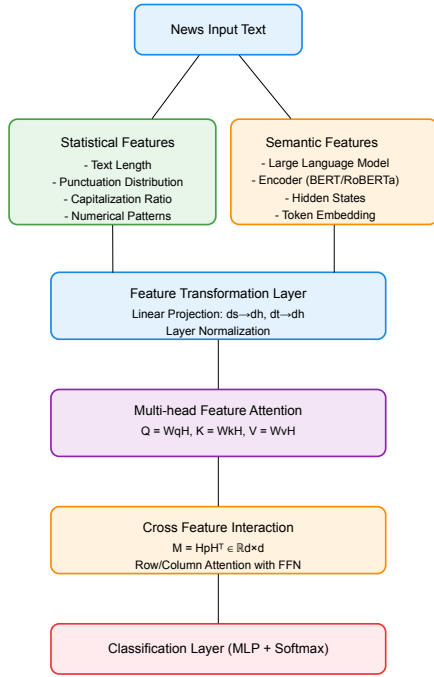 News Input Text
Statistical Features
- Text Length
- Punctuation Distribution
- Capitalization Ratio
- Numerical Patterns
Semantic Features
- Large Language Model
- Encoder (BERT/RoBERTa)
- Hidden States
- Token Embedding
Feature Transformation Layer
Linear Projection: ds→dh, dt→dh
Layer Normalization
Multi-head Feature Attention
Q = WqH, K = WkH, V = WvH
Cross Feature Interaction
M = HpHᵀ ∈ ℝd×d
Row/Column Attention with FFN
Classification Layer (MLP + Softmax)